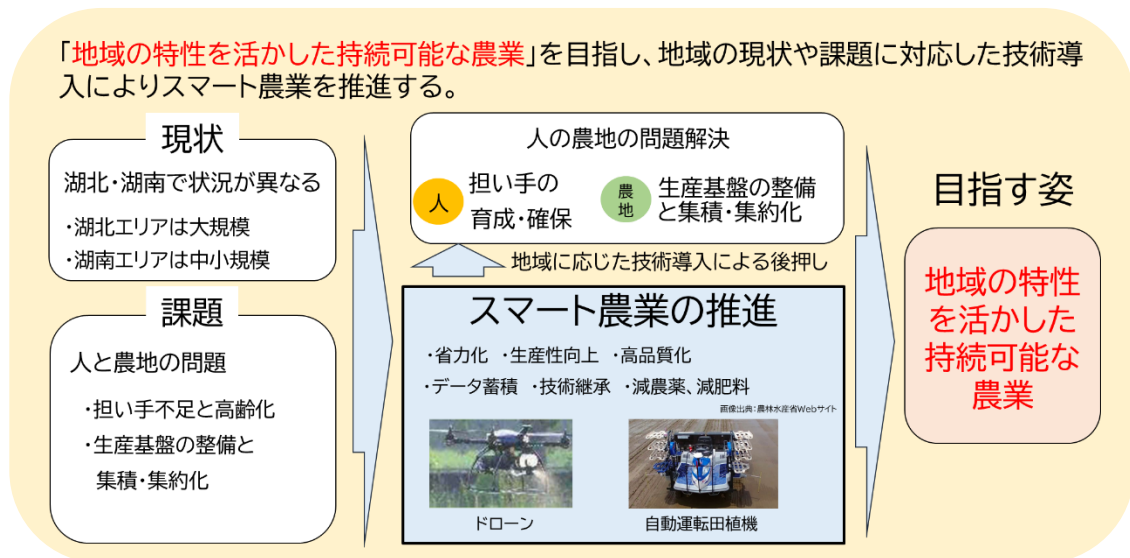 「地域の特性を活かした持続可能な農業」を目指し、地域の現状や課題に対応した技術導
入によりスマート農業を推進する。
現状
湖北・湖南で状況が異なる
・湖北エリアは大規模
・湖南エリアは中小規模
課題
人と農地の問題
・担い手不足と高齢化
・生産基盤の整備と
集積・集約化
人の農地の問題解決
人
担い手の
育成・確保
農
地
生産基盤の整備
と集積・集約化
地域に応じた技術導入による後押し
スマート農業の推進
・省力化 ・生産性向上 ・高品質化
・データ蓄積 ・技術継承 ・減農薬、減肥料
画像出典：農林水産省Webサイト
ドローン
自動運転田植機
目指す姿
地域の特性
を活かした
持続可能な
農業